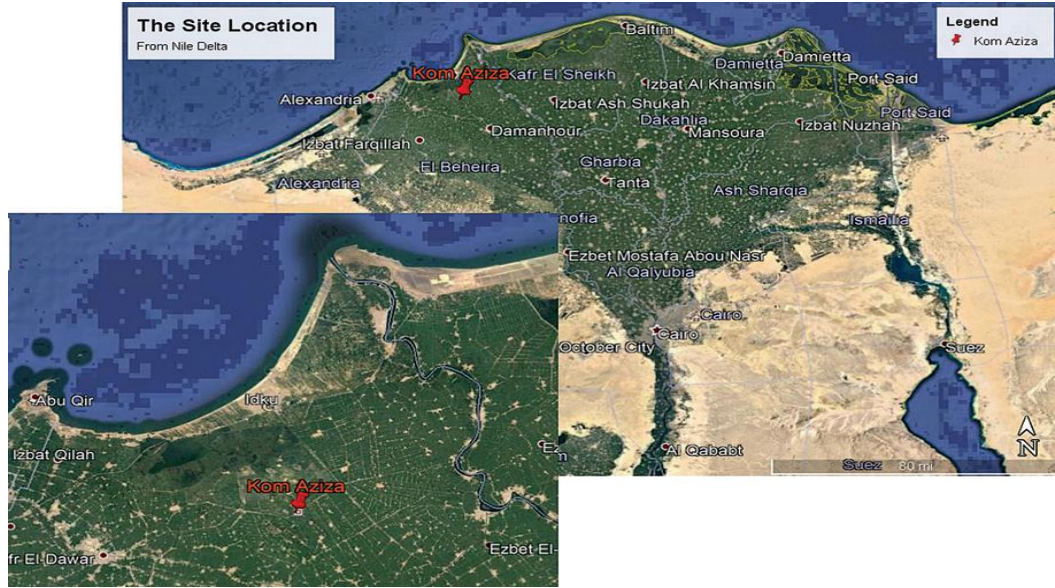 The Site Location
From Nile Delta
Legend
Kom Aziza
Baltim
Damietta
Damietta
Kom Aziza
Kafr El Sheikh
Port Said
Alexandria
Izbat Al Khamsin
Izbat Ash Shukah
Port Said
Dakahlia
Izbat Nuzhah
Damanhour
Mansoura
Izbat Farqillah
El Beheira
Gharbia
Alexandria
Tanta
Ash Sharqia
nofia
Ismailia
Ezbet Mostafa Abou Nasr
Al Qalyubia
Cairo
Cairo
October City
Suez
Al Qababt
Suez
80 mi
N
Abu Qir
Idku
Izbat Qilah
Ez
m
Kom Aziza
fr El-Dawar
Ezbet El-